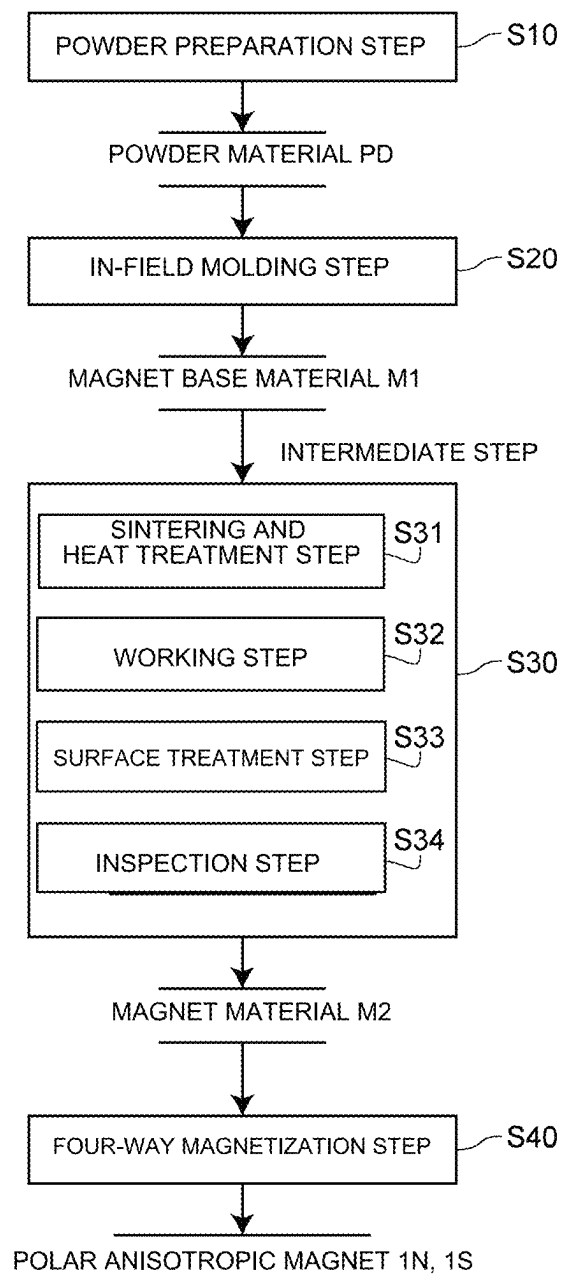 POWDER PREPARATION STEP
S10
POWDER MATERIAL PD
IN-FIELD MOLDING STEP
S20
MAGNET BASE MATERIAL M1
INTERMEDIATE STEP
SINTERING AND
HEAT TREATMENT STEP
S31
WORKING STEP
S32
S30
SURFACE TREATMENT STEP
S33
INSPECTION STEP
S34
MAGNET MATERIAL M2
FOUR-WAY MAGNETIZATION STEP
S40
POLAR ANISOTROPIC MAGNET 1N, 1S